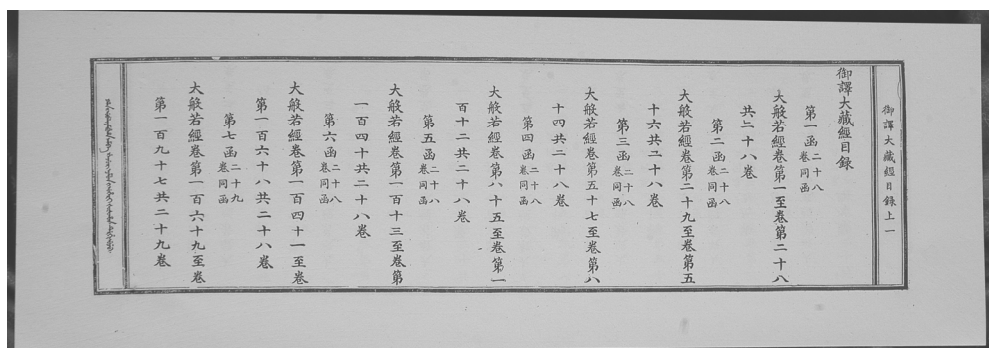 御譯大藏經目錄上一
御譯大藏經目錄
第一函二十八卷同函
大般若經卷第一至卷第二十八
共二十八卷
第二函二十八卷同函
大般若經卷第二十九至卷第五
十六共二十八卷
第三函二十八卷同函
大般若經卷第五十七至卷第八
十四共二十八卷
第四函二十八卷同函
大般若經卷第八十五至卷第一
百十二共二十八卷
第五函二十八卷同函
大般若經卷第一百十三至卷第
一百四十共二十八卷
第六函二十八卷同函
大般若經卷第一百四十一至卷
第一百六十八共二十八卷
第七函二十九卷同函
大般若經卷第一百六十九至卷
第一百九十七共二十九卷